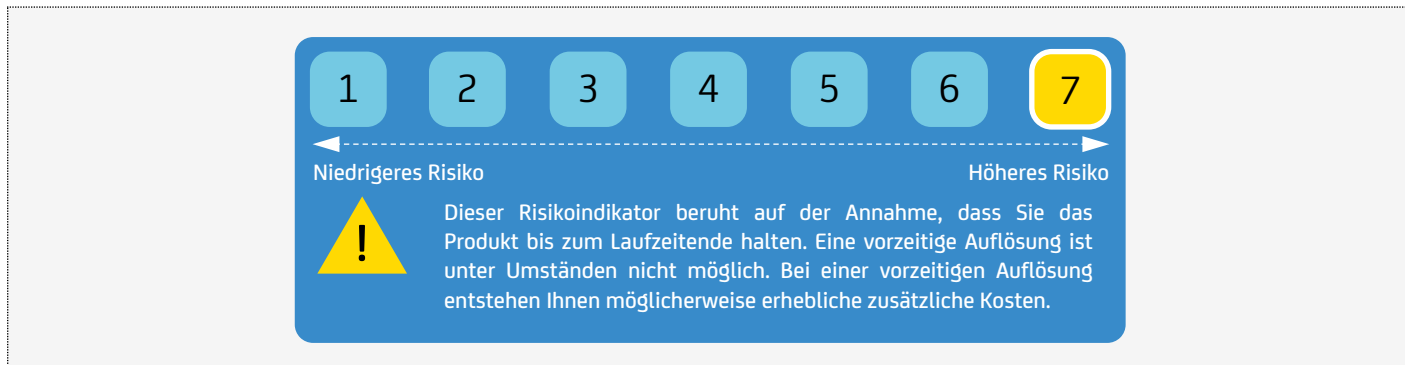 1 2 3 4 5 6 7
Niedrigeres Risiko Höheres Risiko
Dieser Risikoindikator beruht auf der Annahme, dass Sie das
! Produkt bis zum Laufzeitende halten. Eine vorzeitige Auflösung ist
unter Umständen nicht möglich. Bei einer vorzeitigen Auflösung
entstehen Ihnen möglicherweise erhebliche zusätzliche Kosten.